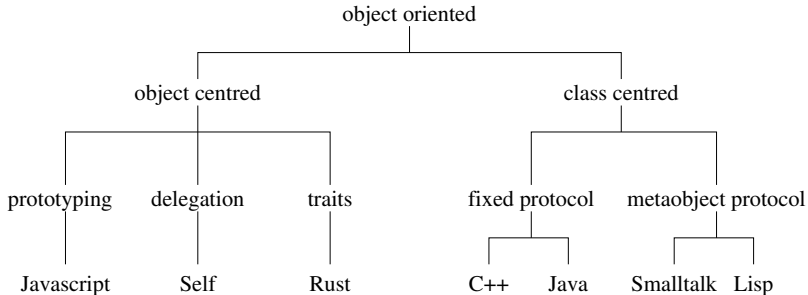 object oriented
object centred class centred
prototyping delegation traits fixed protocol metaobject protocol
Javascript Self Rust C++ Java Smalltalk Lisp